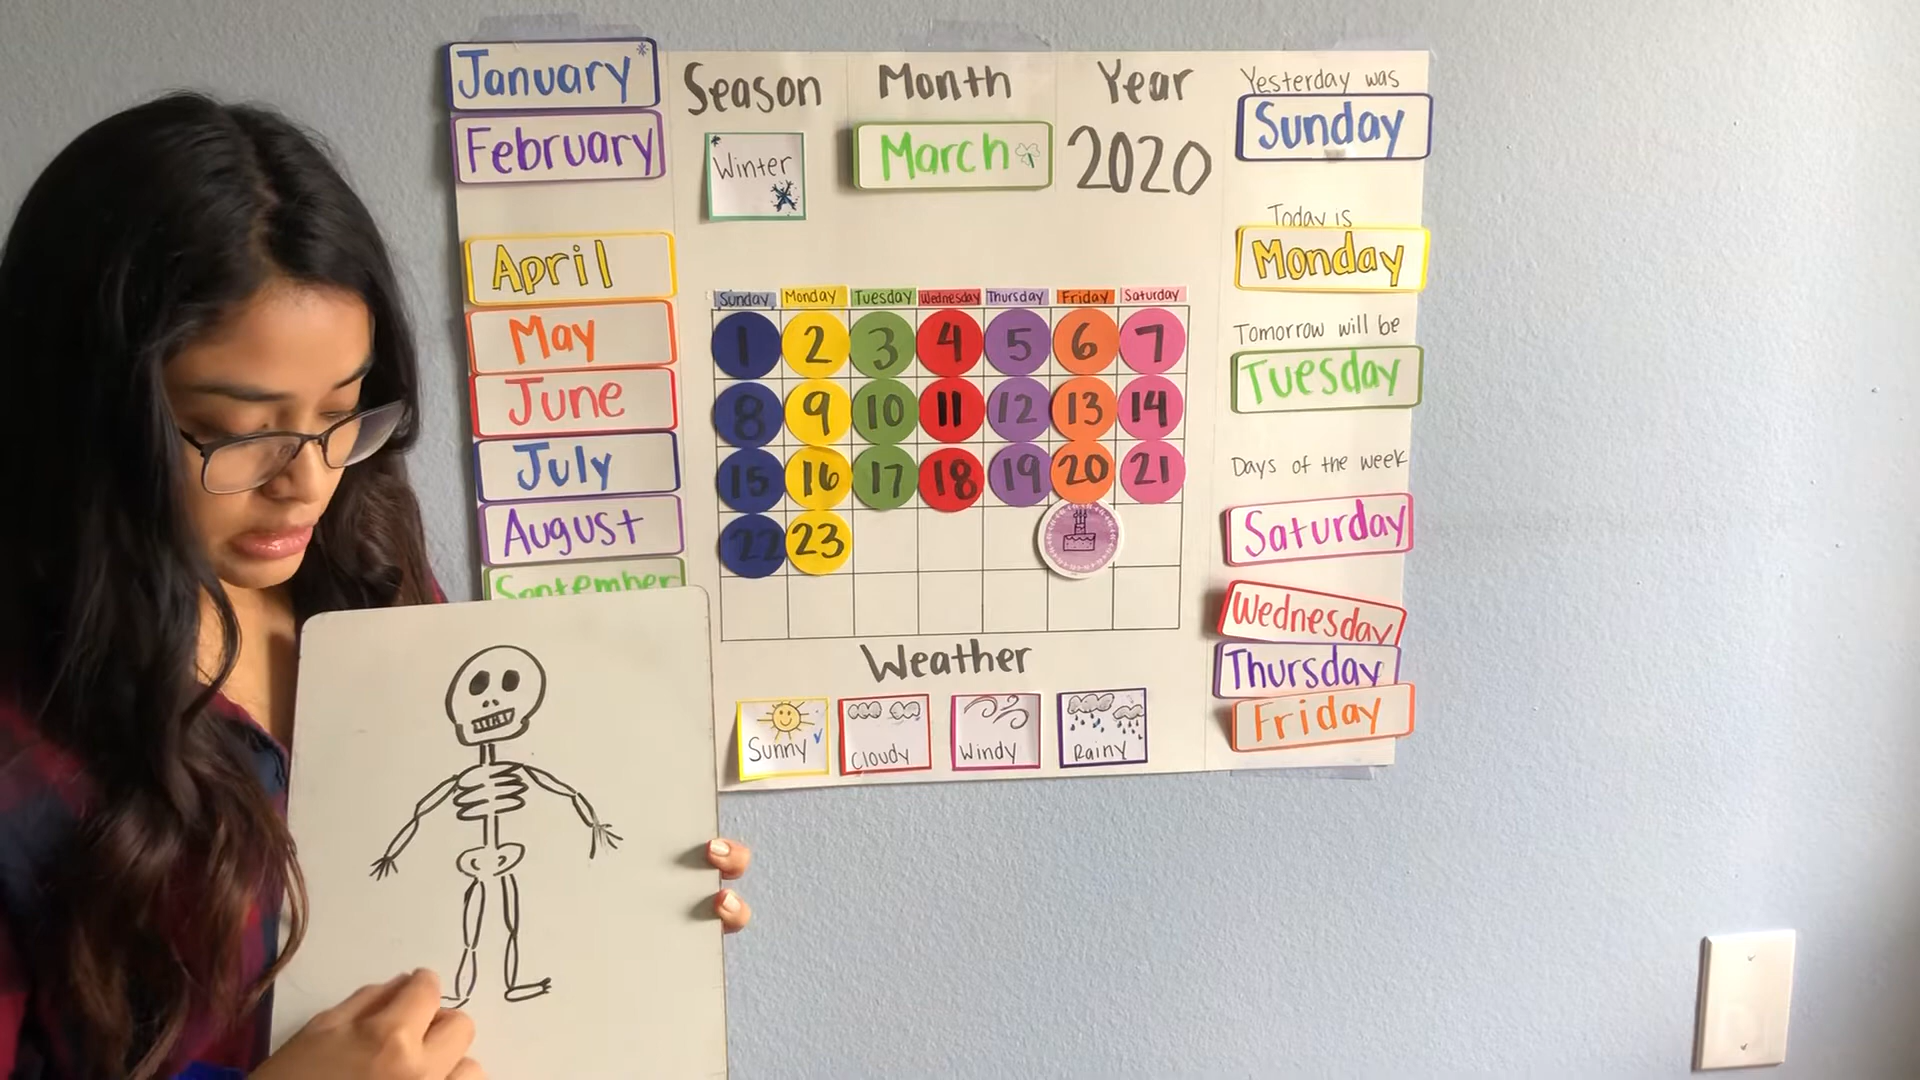 January
February
April
May
June
July
August
September
Season
Winter
Month
March
Year
2020
Sunday Monday Tuesday Wednesday Thursday Friday Saturday
1 2 3 4 5 6 7
8 9 10 11 12 13 14
15 16 17 18 19 20 21
22 23
Weather
Sunny
Cloudy
Windy
Rainy
Yesterday was
Sunday
Today is
Monday
Tomorrow will be
Tuesday
Days of the week
Saturday
Wednesday
Thursday
Friday